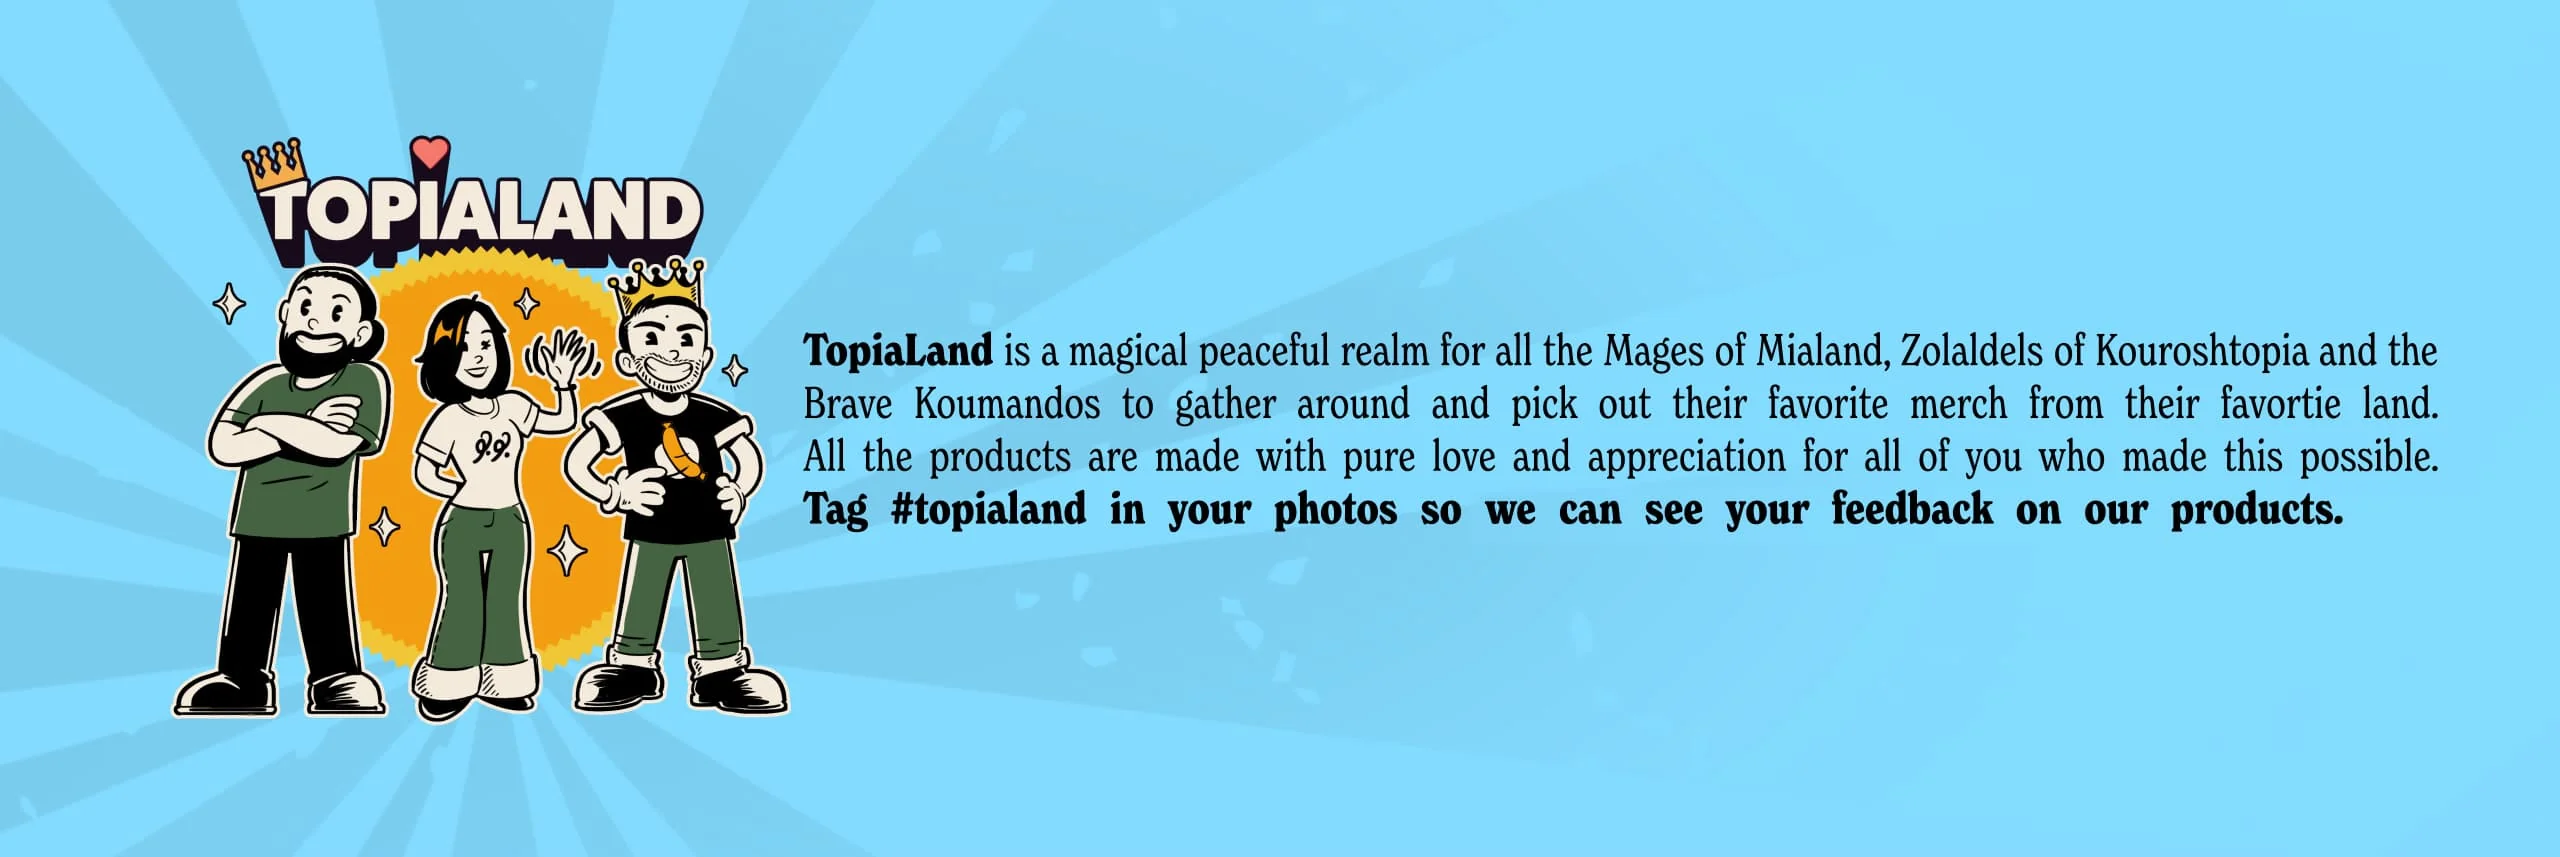 TOPIALAND
TopiaLand is a magical peaceful realm for all the Mages of Mialand, Zolaldels of Kouroshtopia and the
Brave Koumandos to gather around and pick out their favorite merch from their favortie land.
All the products are made with pure love and appreciation for all of you who made this possible.
Tag #topialand in your photos so we can see your feedback on our products.